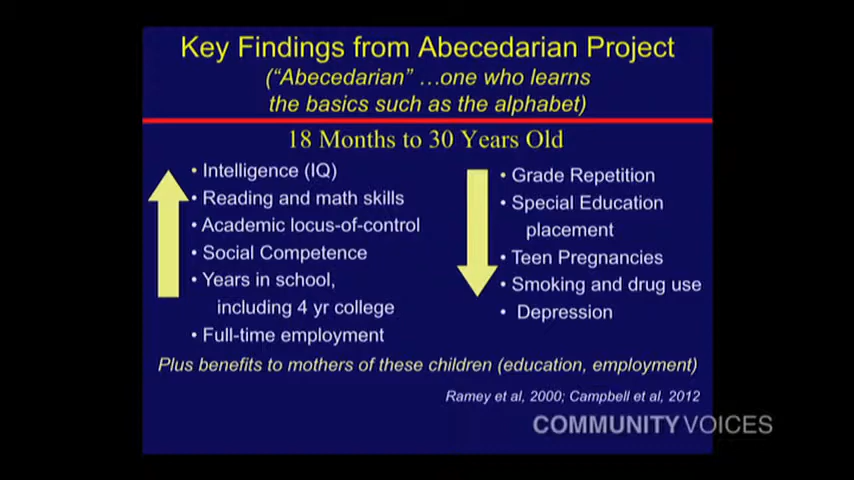 Key Findings from Abecedarian Project
("Abecedarian" ...one who learns
the basics such as the alphabet)
18 Months to 30 Years Old
• Intelligence (IQ)
• Reading and math skills
• Academic locus-of-control
• Social Competence
• Years in school,
including 4 yr college
• Full-time employment
• Grade Repetition
• Special Education
placement
• Teen Pregnancies
• Smoking and drug use
• Depression
Plus benefits to mothers of these children (education, employment)
Ramey et al, 2000; Campbell et al, 2012
COMMUNITY VOICES